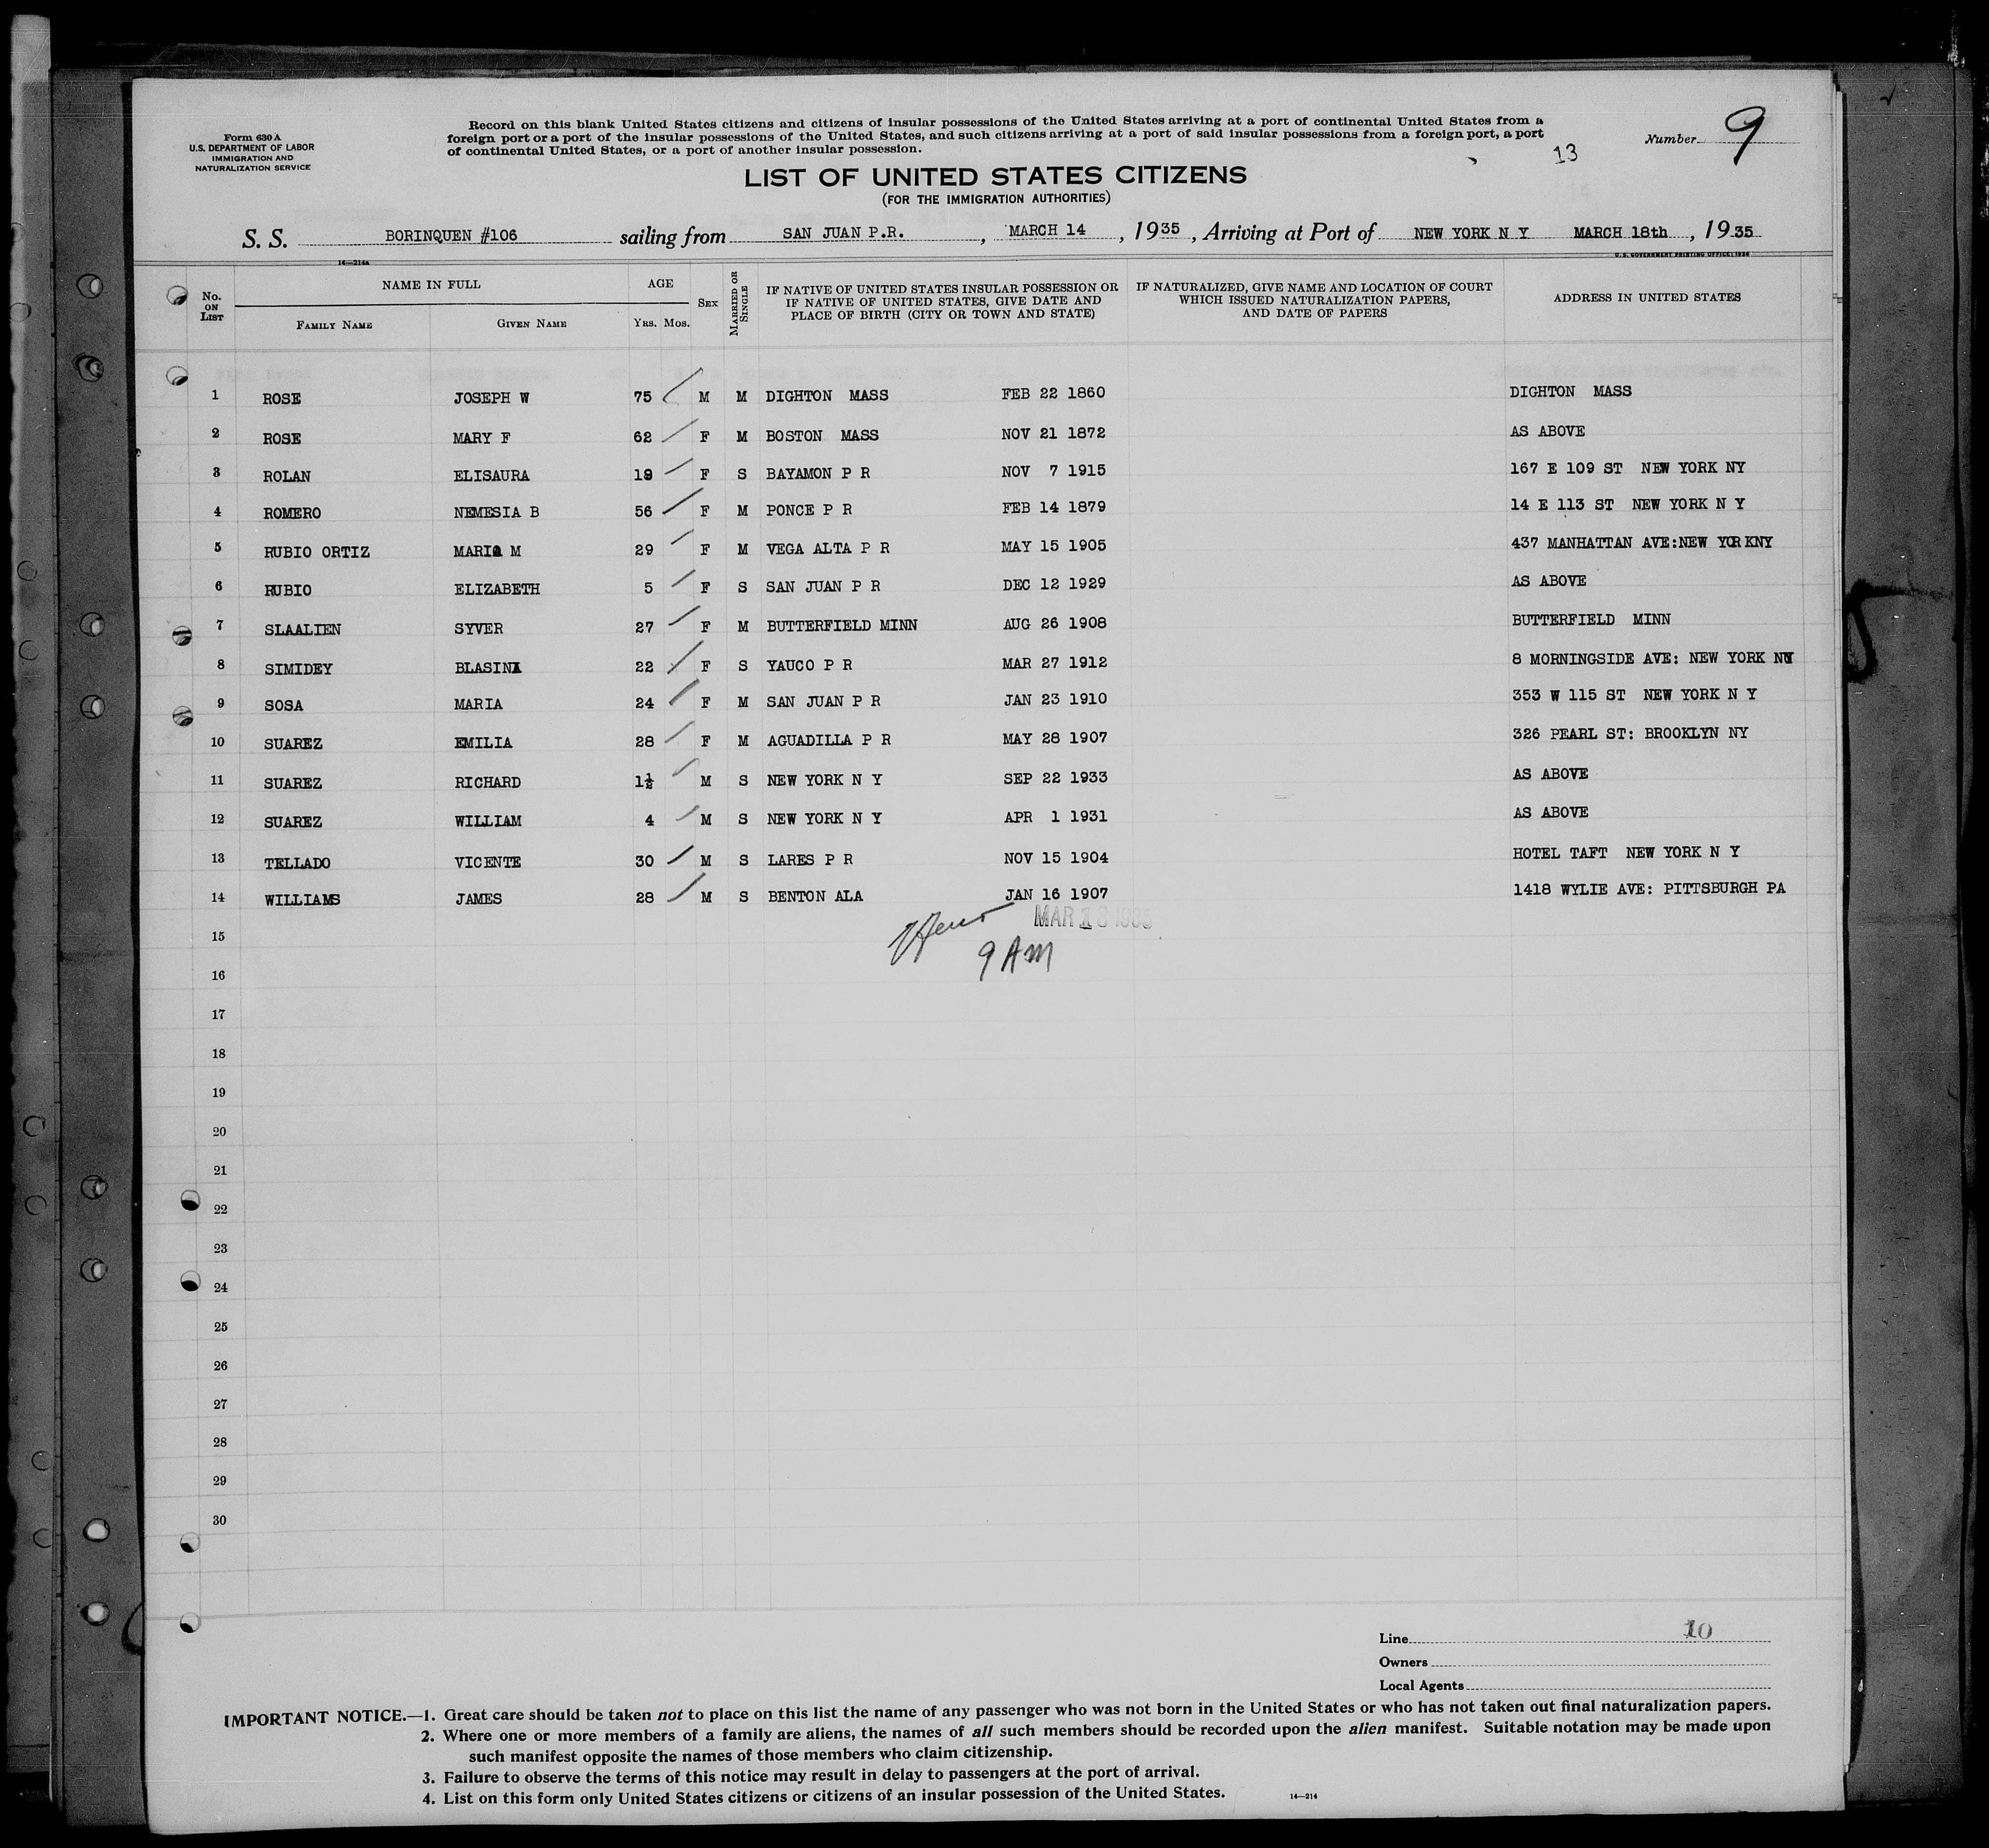 Form 630 A
U.S. DEPARTMENT OF LABOR
IMMIGRATION AND
NATURALIZATION SERVICE
Record on this blank United States citizens and citizens of insular possessions of the United States arriving at a port of continental United States from a
foreign port or a port of the insular possessions of the United States, and such citizens arriving at a port of said insular possessions from a foreign port, a port
of continental United States, or a port of another insular possession.
13
Number 9
LIST OF UNITED STATES CITIZENS
(FOR THE IMMIGRATION AUTHORITIES)
S. S. BORINQUEN #106 sailing from SAN JUAN P.R. , MARCH 14 , 1935 , Arriving at Port of NEW YORK N Y MARCH 18th , 1935
14—214A
U.S. GOVERNMENT PRINTING OFFICE: 1934
No. ON LIST
NAME IN FULL
FAMILY NAME
GIVEN NAME
AGE
YRS. MOS.
SEX
MARRIED OR SINGLE
IF NATIVE OF UNITED STATES INSULAR POSSESSION OR
IF NATIVE OF UNITED STATES, GIVE DATE AND
PLACE OF BIRTH (CITY OR TOWN AND STATE)
IF NATURALIZED, GIVE NAME AND LOCATION OF COURT
WHICH ISSUED NATURALIZATION PAPERS,
AND DATE OF PAPERS
ADDRESS IN UNITED STATES
1 ROSE JOSEPH W 75 M M DIGHTON MASS FEB 22 1860 DIGHTON MASS
2 ROSE MARY F 62 F M BOSTON MASS NOV 21 1872 AS ABOVE
3 ROLAN ELISAURA 19 F S BAYAMON P R NOV 7 1915 167 E 109 ST NEW YORK NY
4 ROMERO NEMESIA B 56 F M PONCE P R FEB 14 1879 14 E 113 ST NEW YORK N Y
5 RUBIO ORTIZ MARIA M 29 F M VEGA ALTA P R MAY 15 1905 437 MANHATTAN AVE:NEW YORKNY
6 RUBIO ELIZABETH 5 F S SAN JUAN P R DEC 12 1929 AS ABOVE
7 SLAALIEN SYVER 27 F M BUTTERFIELD MINN AUG 26 1908 BUTTERFIELD MINN
8 SIMIDEY BLASINA 22 F S YAUCO P R MAR 27 1912 8 MORNINGSIDE AVE: NEW YORK NY
9 SOSA MARIA 24 F M SAN JUAN P R JAN 23 1910 353 W 115 ST NEW YORK N Y
10 SUAREZ EMILIA 28 F M AGUADILLA P R MAY 28 1907 326 PEARL ST: BROOKLYN NY
11 SUAREZ RICHARD 1½ M S NEW YORK N Y SEP 22 1933 AS ABOVE
12 SUAREZ WILLIAM 4 M S NEW YORK N Y APR 1 1931 AS ABOVE
13 TELLADO VICENTE 30 M S LARES P R NOV 15 1904 HOTEL TAFT NEW YORK N Y
14 WILLIAMS JAMES 28 M S BENTON ALA JAN 16 1907 1418 WYLIE AVE: PITTSBURGH PA
15 MAR 18 1935
9 AM
16
17
18
19
20
21
22
23
24
25
26
27
28
29
30
Line 10
Owners
Local Agents
IMPORTANT NOTICE.—1. Great care should be taken not to place on this list the name of any passenger who was not born in the United States or who has not taken out final naturalization papers.
2. Where one or more members of a family are aliens, the names of all such members should be recorded upon the alien manifest. Suitable notation may be made upon
such manifest opposite the names of those members who claim citizenship.
3. Failure to observe the terms of this notice may result in delay to passengers at the port of arrival.
4. List on this form only United States citizens or citizens of an insular possession of the United States.
14—214